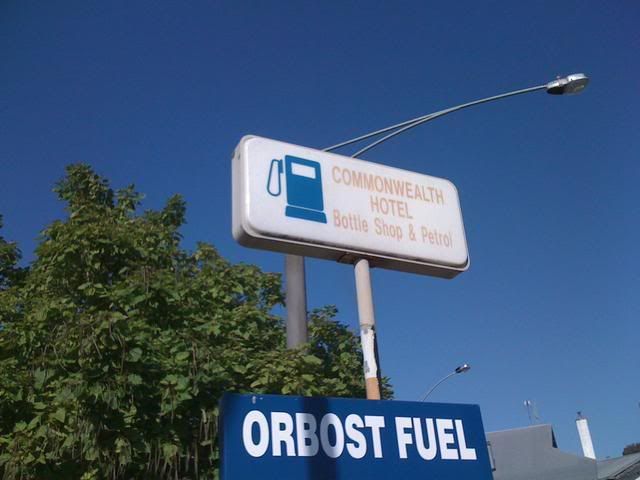 COMMONWEALTH
HOTEL
Bottle Shop & Petrol
ORBOST FUEL